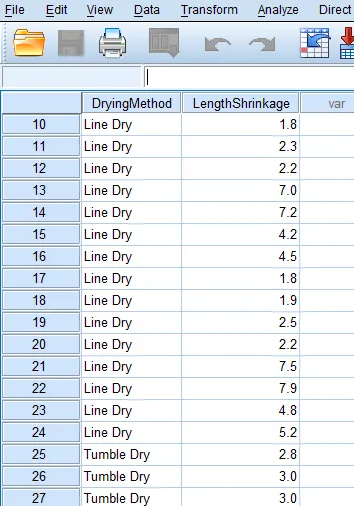 File Edit View Data Transform Analyze Direct
DryingMethod LengthShrinkage var
10 Line Dry 1.8
11 Line Dry 2.3
12 Line Dry 2.2
13 Line Dry 7.0
14 Line Dry 7.2
15 Line Dry 4.2
16 Line Dry 4.5
17 Line Dry 1.8
18 Line Dry 1.9
19 Line Dry 2.5
20 Line Dry 2.2
21 Line Dry 7.5
22 Line Dry 7.9
23 Line Dry 4.8
24 Line Dry 5.2
25 Tumble Dry 2.8
26 Tumble Dry 3.0
27 Tumble Dry 3.0